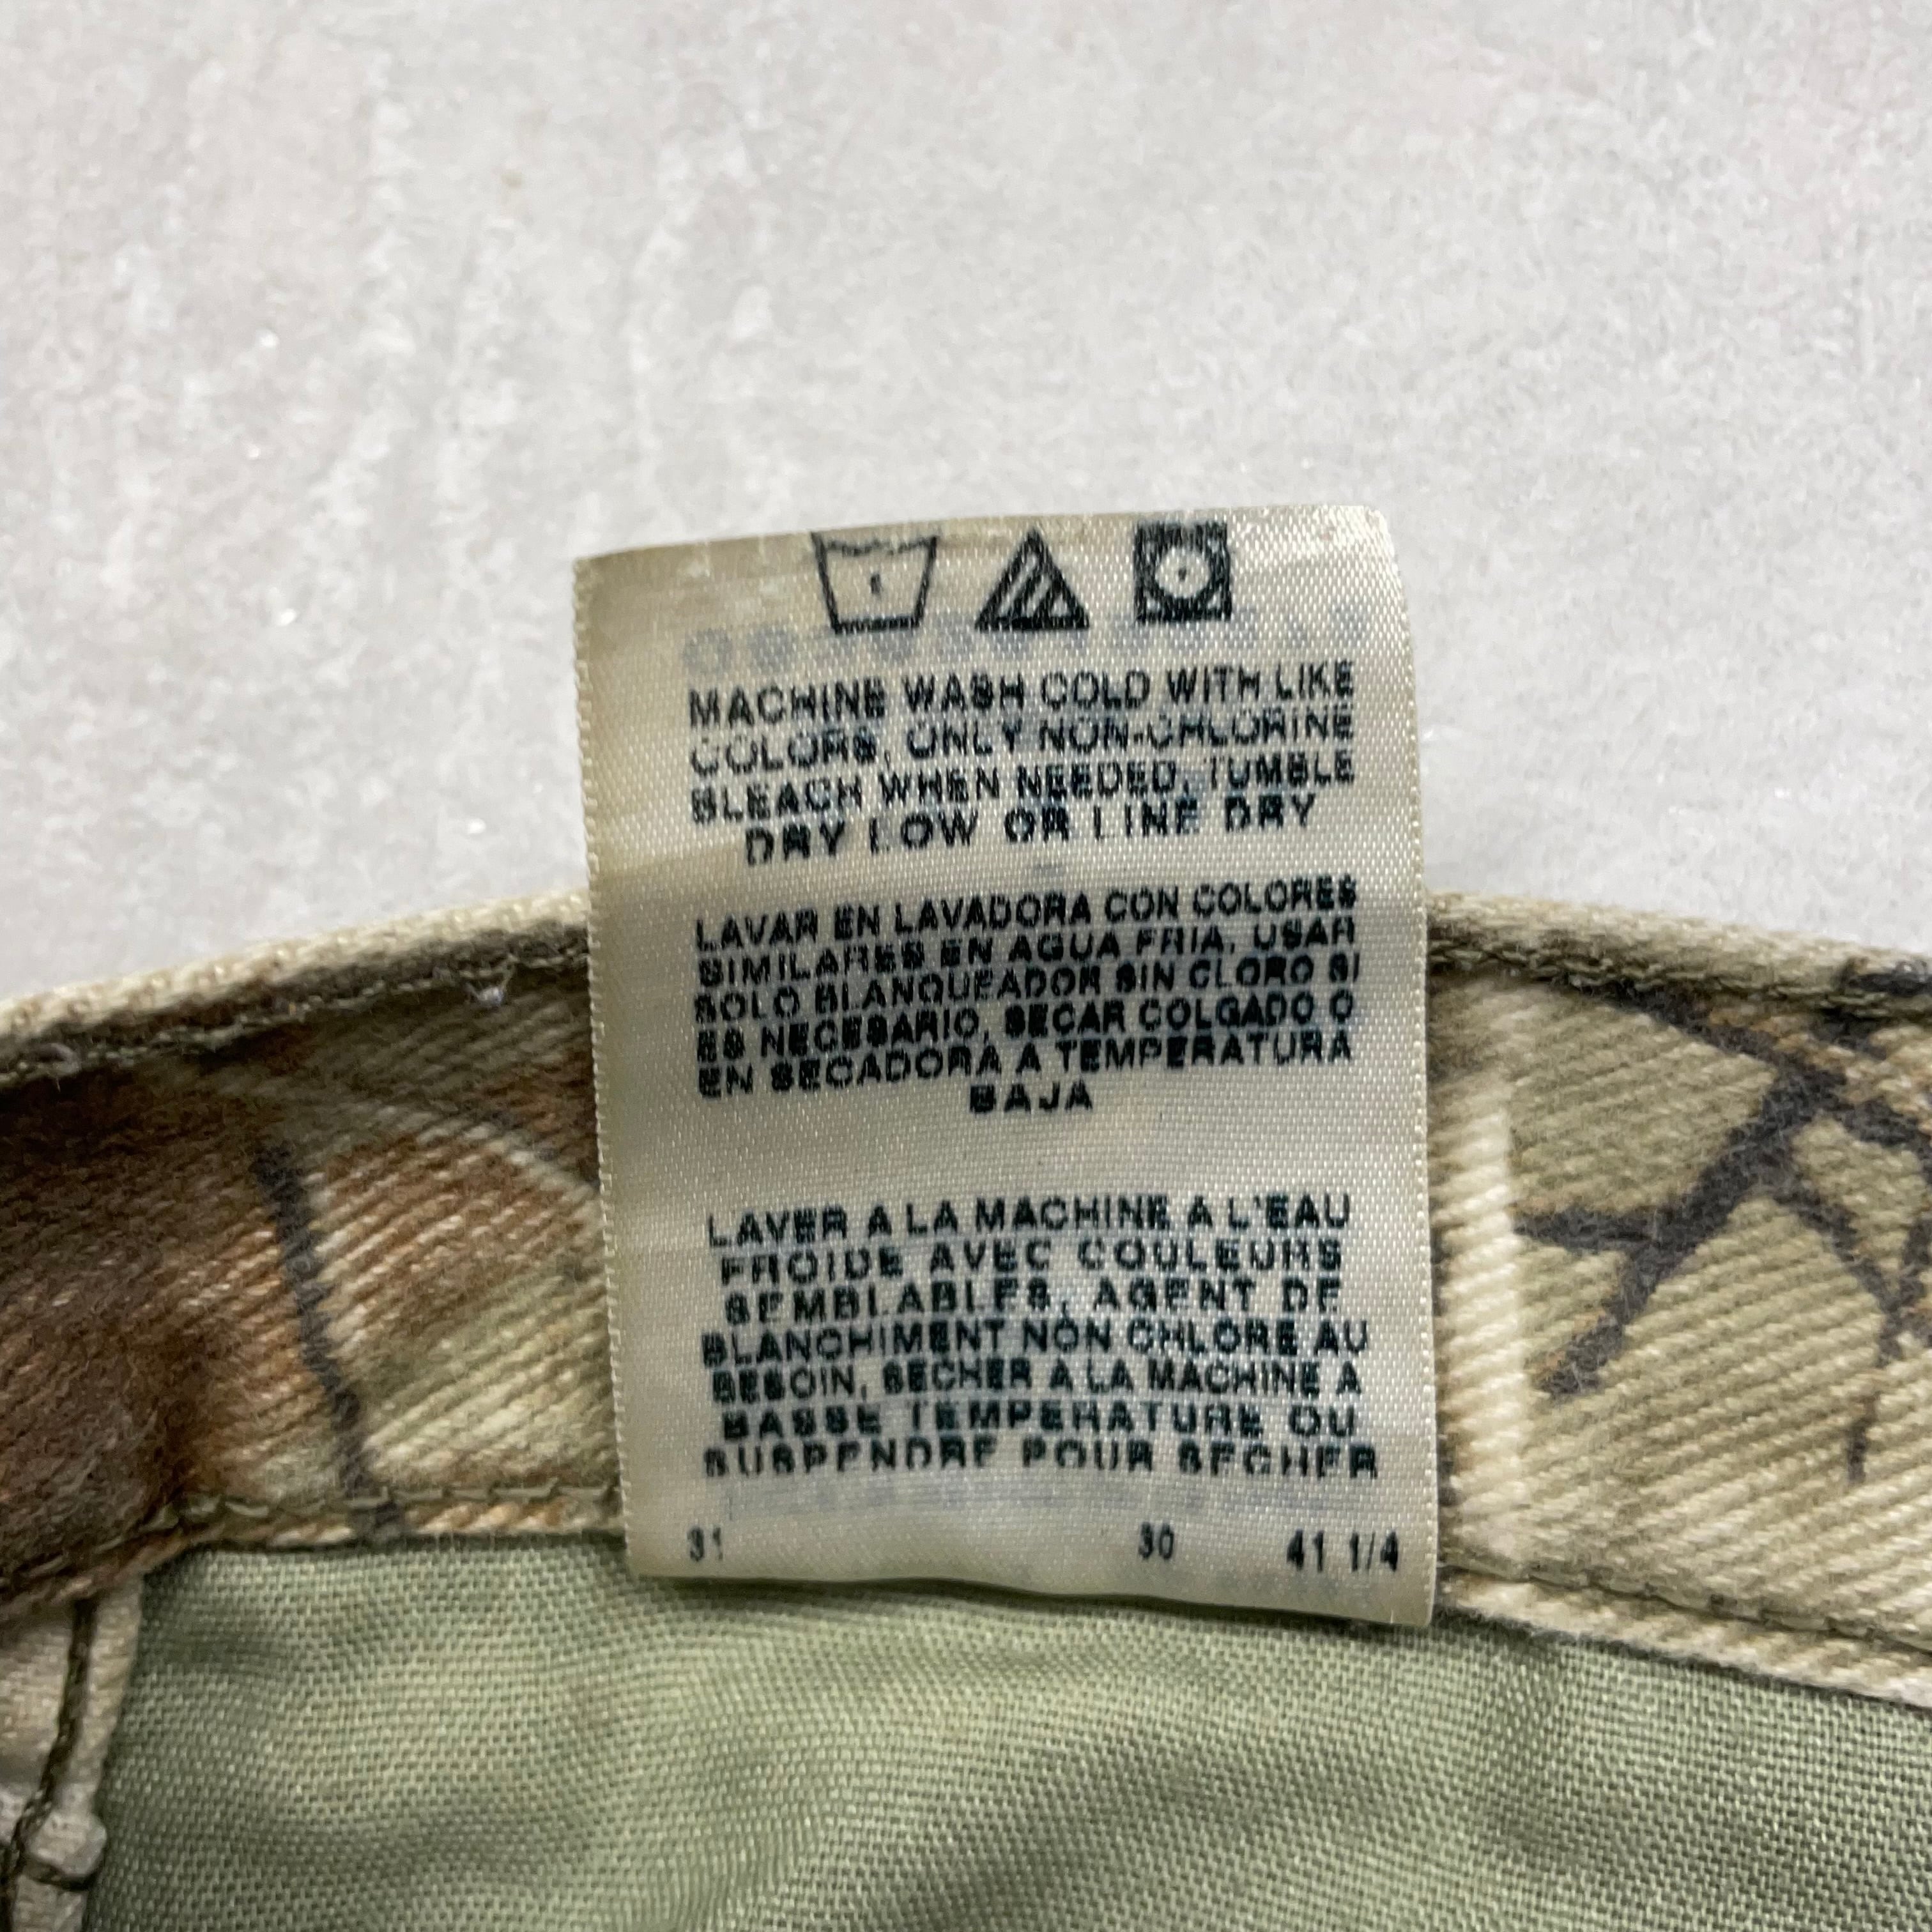 MACHINE WASH COLD WITH LIKE
COLORS, ONLY NON-CHLORINE
BLEACH WHEN NEEDED, TUMBLE
DRY LOW OR LINE DRY
LAVAR EN LAVADORA CON COLORES
SIMILARES EN AGUA FRIA, USAR
SOLO BLANQUEADOR SIN CLORO SI
ES NECESARIO, SECAR COLGADO O
EN SECADORA A TEMPERATURA
BAJA
LAVER A LA MACHINE A L'EAU
FROIDE AVEC COULEURS
SEMBLABLES, AGENT DE
BLANCHIMENT NON CHLORE AU
BESOIN, SECHER A LA MACHINE A
BASSE TEMPERATURE OU
SUSPENDRE POUR SECHER
31 30 41 1/4